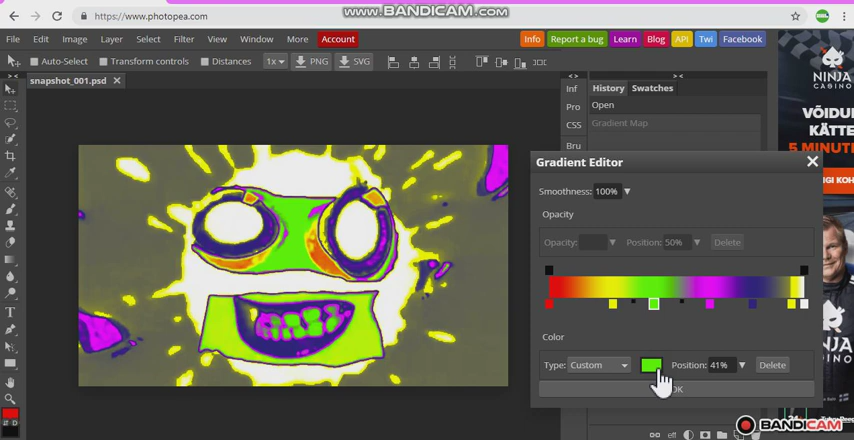 https://www.photopea.com
www.BANDICAM.com
File Edit Image Layer Select Filter View Window More Account Info Report a bug Learn Blog API Twi Facebook
Auto-Select Transform controls Distances 1x PNG SVG
snapshot_001.psd
Inf
Pro
CSS
Bru
History Swatches
Open
Gradient Map
NINJA
CASINO
VÕIDU
KÄTTE
5 MINUTE
Gradient Editor
Smoothness: 100%
Opacity
Opacity: Position: 50% Delete
Color
Type: Custom Position: 41% Delete
OK
eff
BANDICAM